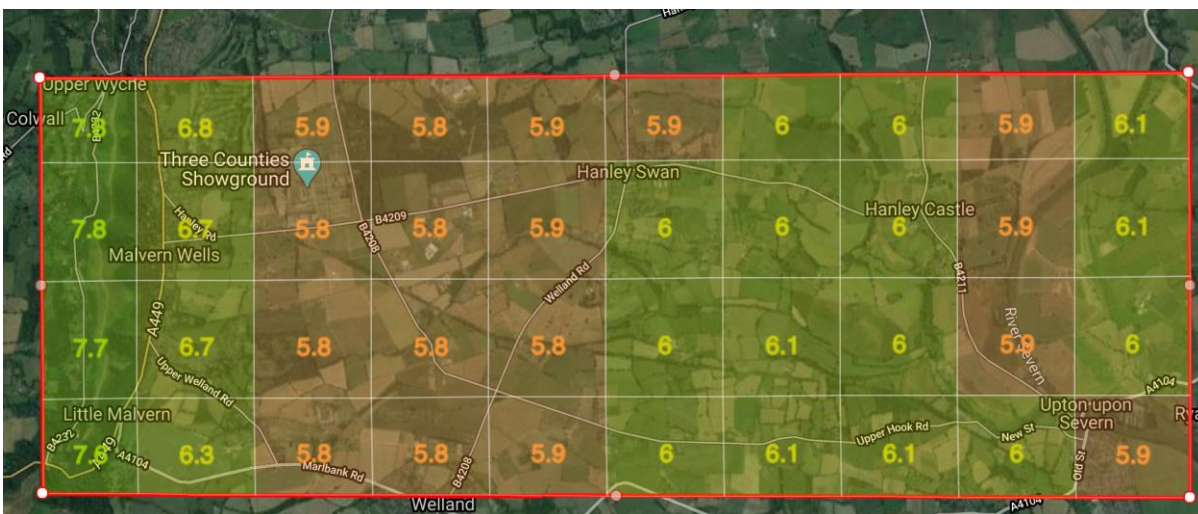 Upper Wyche
Colwall
B4232
6.8
5.9
5.8
5.9
5.9
6
6
5.9
6.1
Three Counties
Showground
Hanley Swan
Hanley Rd
B4209
B4208
Hanley Castle
7.8
6.7
5.8
5.8
5.9
6
6
6
5.9
6.1
Malvern Wells
Welland Rd
B4211
A449
River Severn
7.7
6.7
5.8
5.8
5.8
6
6.1
6
5.9
6
Upper Welland Rd
A4104
Little Malvern
Upton upon
Severn
B4232
A449
A4104
6.3
5.8
5.8
5.9
6
6.1
6.1
6
5.9
Upper Hook Rd
New St
Old St
Marlbank Rd
B4208
Welland
A4104